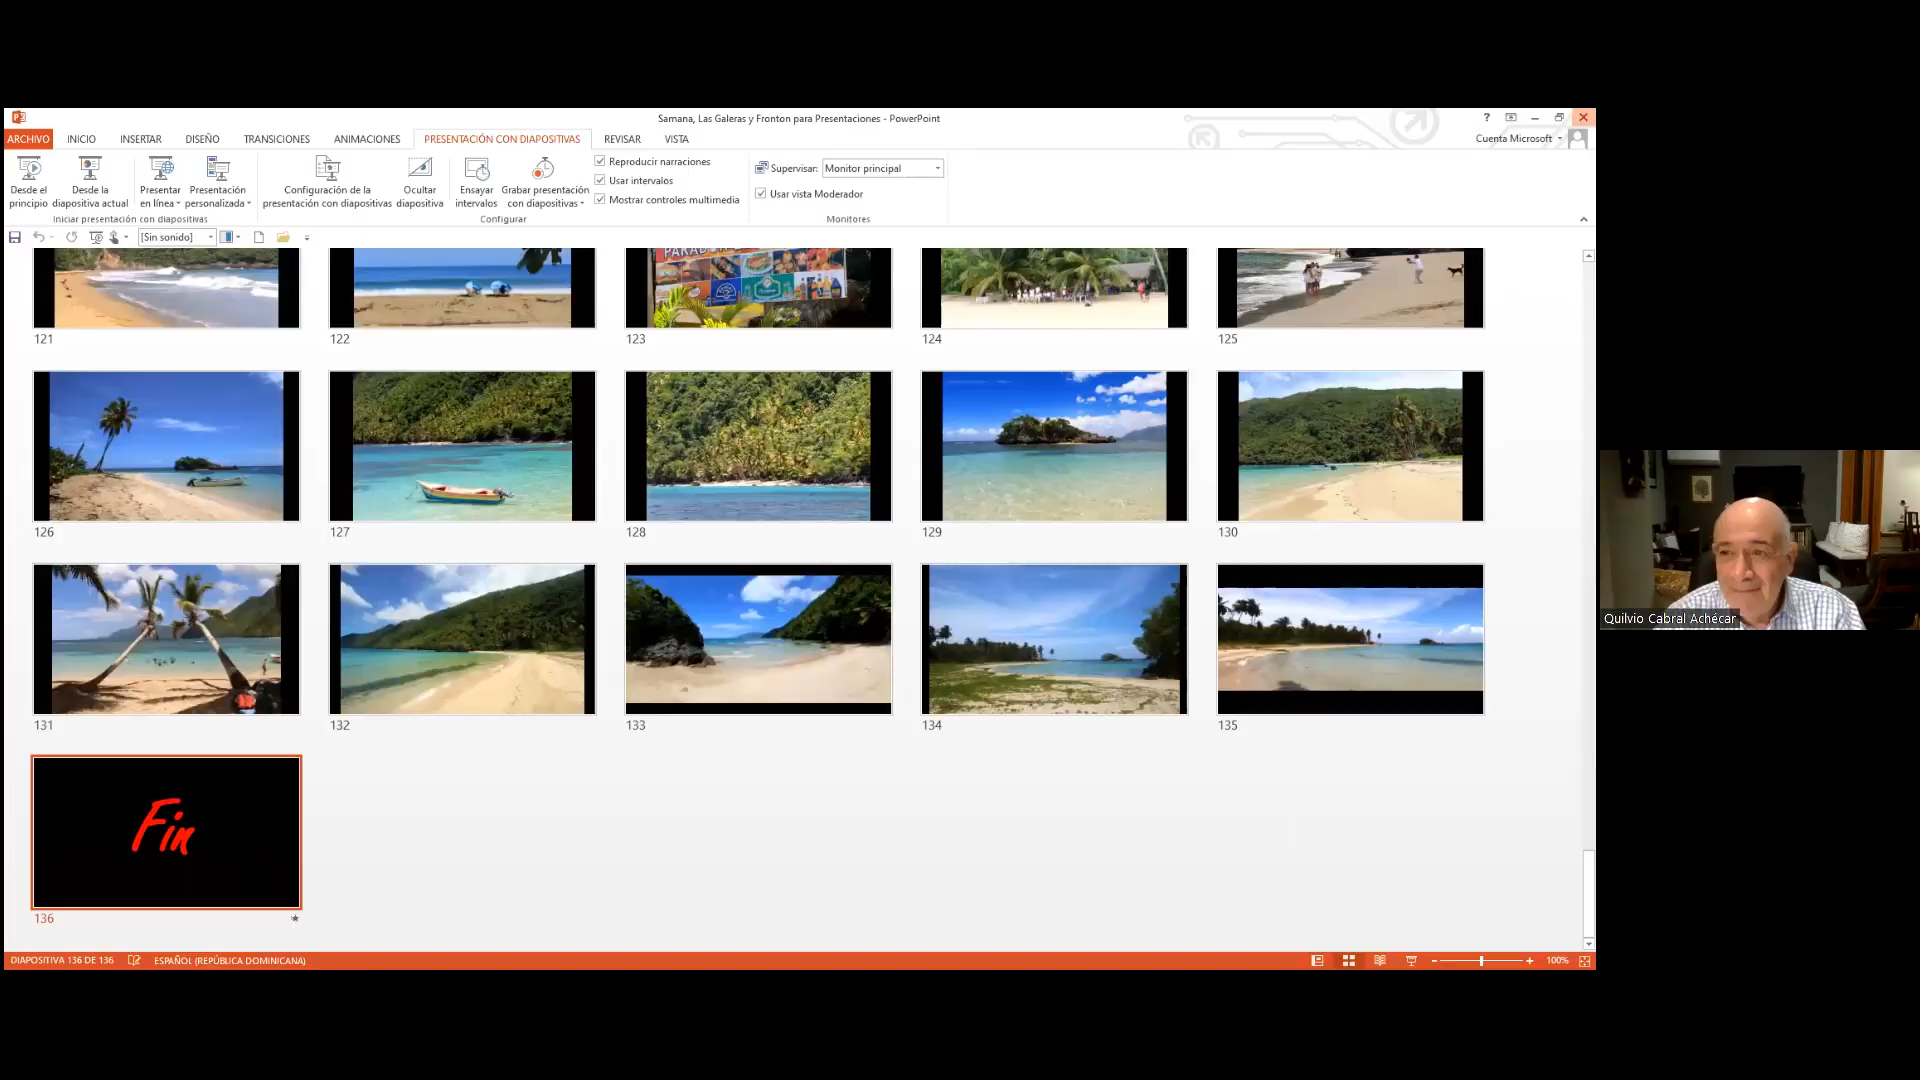 Samana, Las Galeras y Fronton para Presentaciones - PowerPoint
ARCHIVO INICIO INSERTAR DISEÑO TRANSICIONES ANIMACIONES PRESENTACIÓN CON DIAPOSITIVAS REVISAR VISTA Cuenta Microsoft
Desde el principio
Desde la diapositiva actual
Presentar en línea
Presentación personalizada
Iniciar presentación con diapositivas
Configuración de la presentación con diapositivas
Ocultar diapositiva
Ensayar intervalos
Grabar presentación con diapositivas
Reproducir narraciones
Usar intervalos
Mostrar controles multimedia
Configurar
Supervisar: Monitor principal
Usar vista Moderador
Monitores
[Sin sonido]
121 122 123 124 125
126 127 128 129 130
131 132 133 134 135
Fin
136
Quilvio Cabral Achécar
DIAPOSITIVA 136 DE 136 ESPAÑOL (REPÚBLICA DOMINICANA) 100%